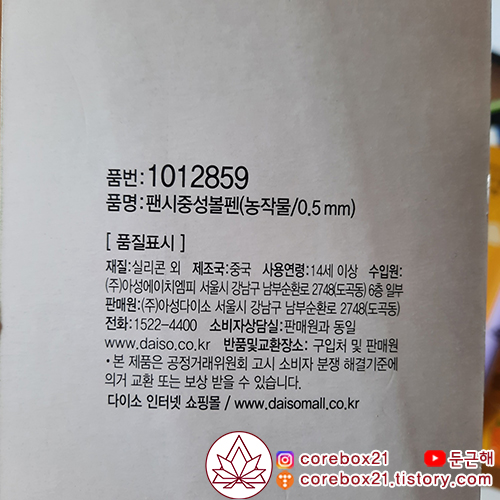 품번:1012859
품명:팬시중성볼펜(농작물/0.5 mm)
[ 품질표시 ]
재질:실리콘 외 제조국:중국 사용연령:14세 이상 수입원:
(주)아성에이치엠피 서울시 강남구 남부순환로 2748(도곡동) 6층 일부
판매원:(주)아성다이소 서울시 강남구 남부순환로 2748(도곡동)
전화:1522-4400 소비자상담실:판매원과 동일
www.daiso.co.kr 반품및교환장소: 구입처 및 판매원
•본 제품은 공정거래위원회 고시 소비자 분쟁 해결기준에
의거 교환 또는 보상 받을 수 있습니다.
다이소 인터넷 쇼핑몰 / www.daisomall.co.kr
corebox21 둔근해
corebox21.tistory.com